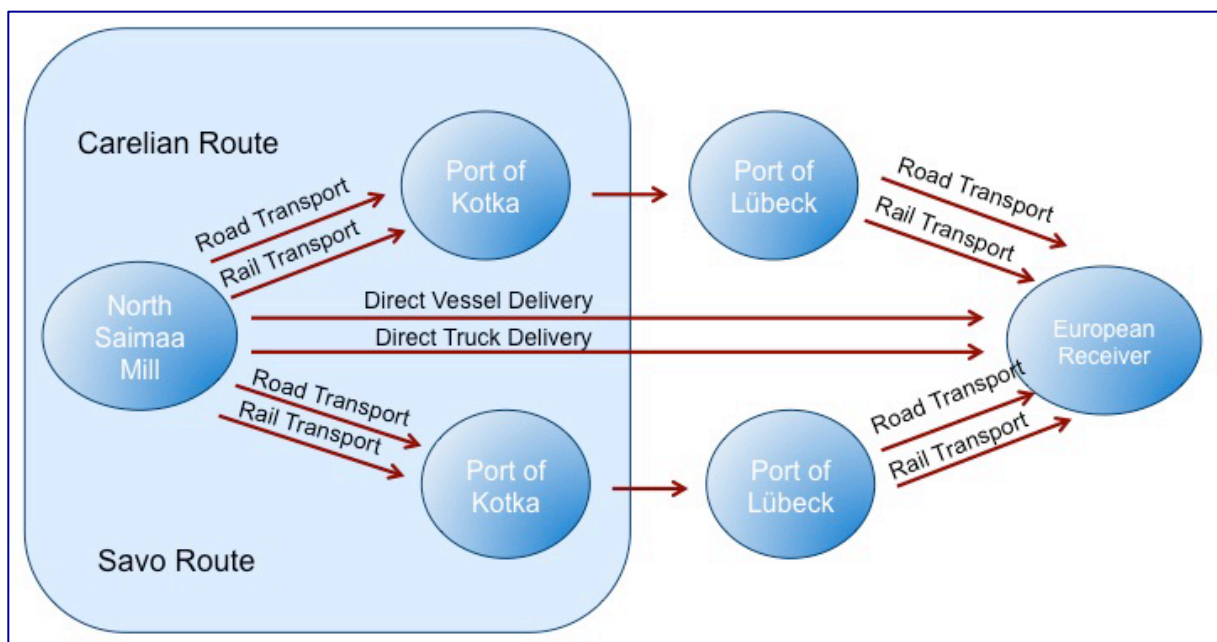 Carelian Route
Road Transport
Rail Transport
Port of
Kotka
Port of
Lübeck
Road Transport
Rail Transport
North
Saimaa
Mill
Direct Vessel Delivery
Direct Truck Delivery
European
Receiver
Road Transport
Rail Transport
Port of
Kotka
Port of
Lübeck
Road Transport
Rail Transport
Savo Route